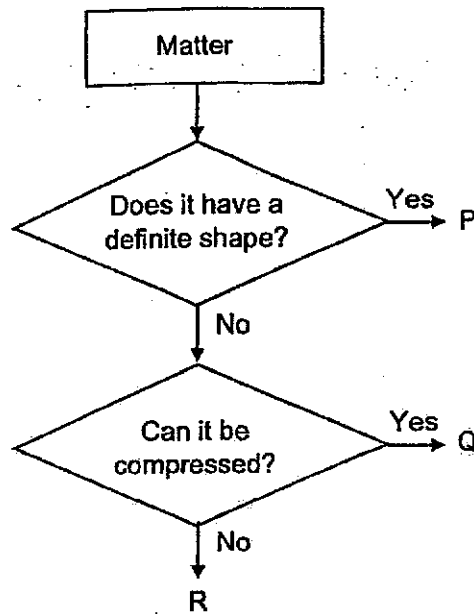 Matter
Does it have a
definite shape?
Yes
P
No
Can it be
compressed?
Yes
Q
No
R